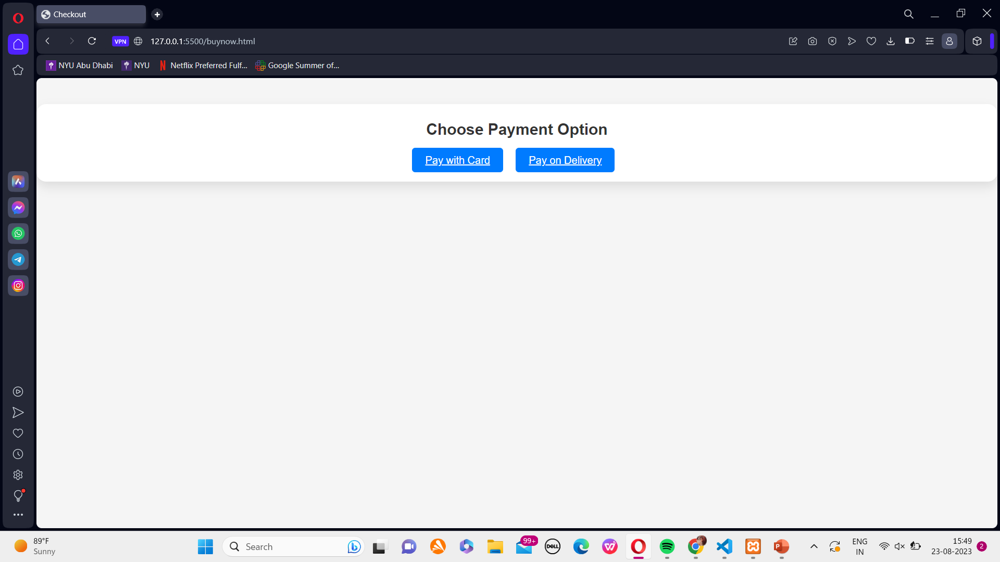 Checkout
VPN
127.0.0.1:5500/buynow.html
NYU Abu Dhabi
NYU
Netflix Preferred Fulf...
Google Summer of...
Choose Payment Option
Pay with Card
Pay on Delivery
89°F
Sunny
Search
99+
DELL
ENG
IN
15:49
23-08-2023
2